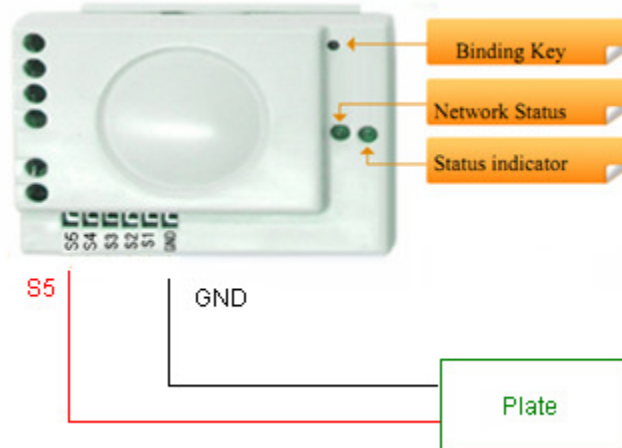 Binding Key
Network Status
Status indicator
S5 S4 S3 S2 S1 GND
S5
GND
Plate